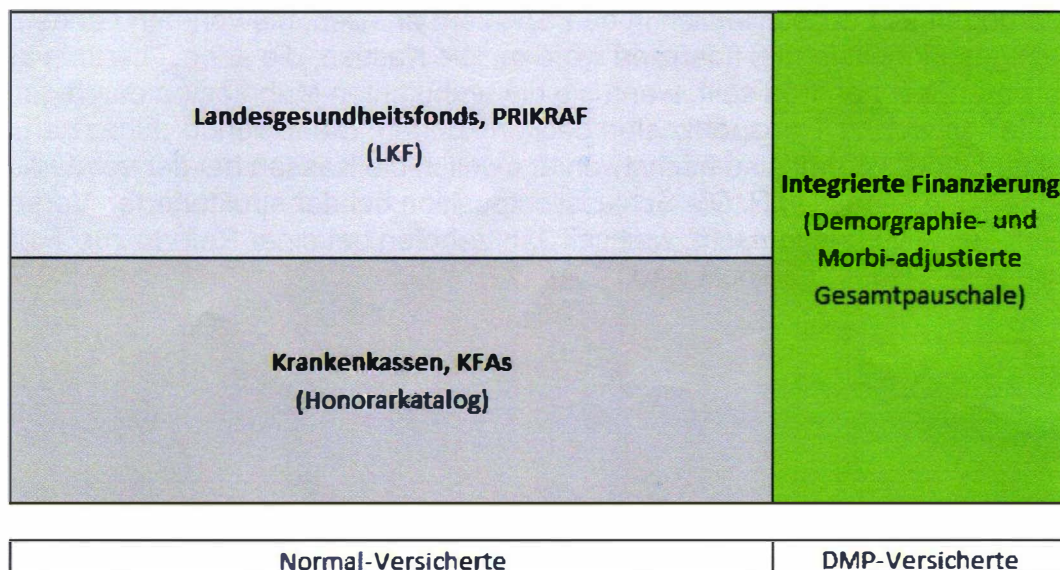 Landesgesundheitsfonds, PRIKRAF
(LKF)
Integrierte Finanzierung
(Demorgraphie- und
Morbi-adjustierte
Gesamtpauschale)
Krankenkassen, KFAs
(Honorarkatalog)
Normal-Versicherte
DMP-Versicherte